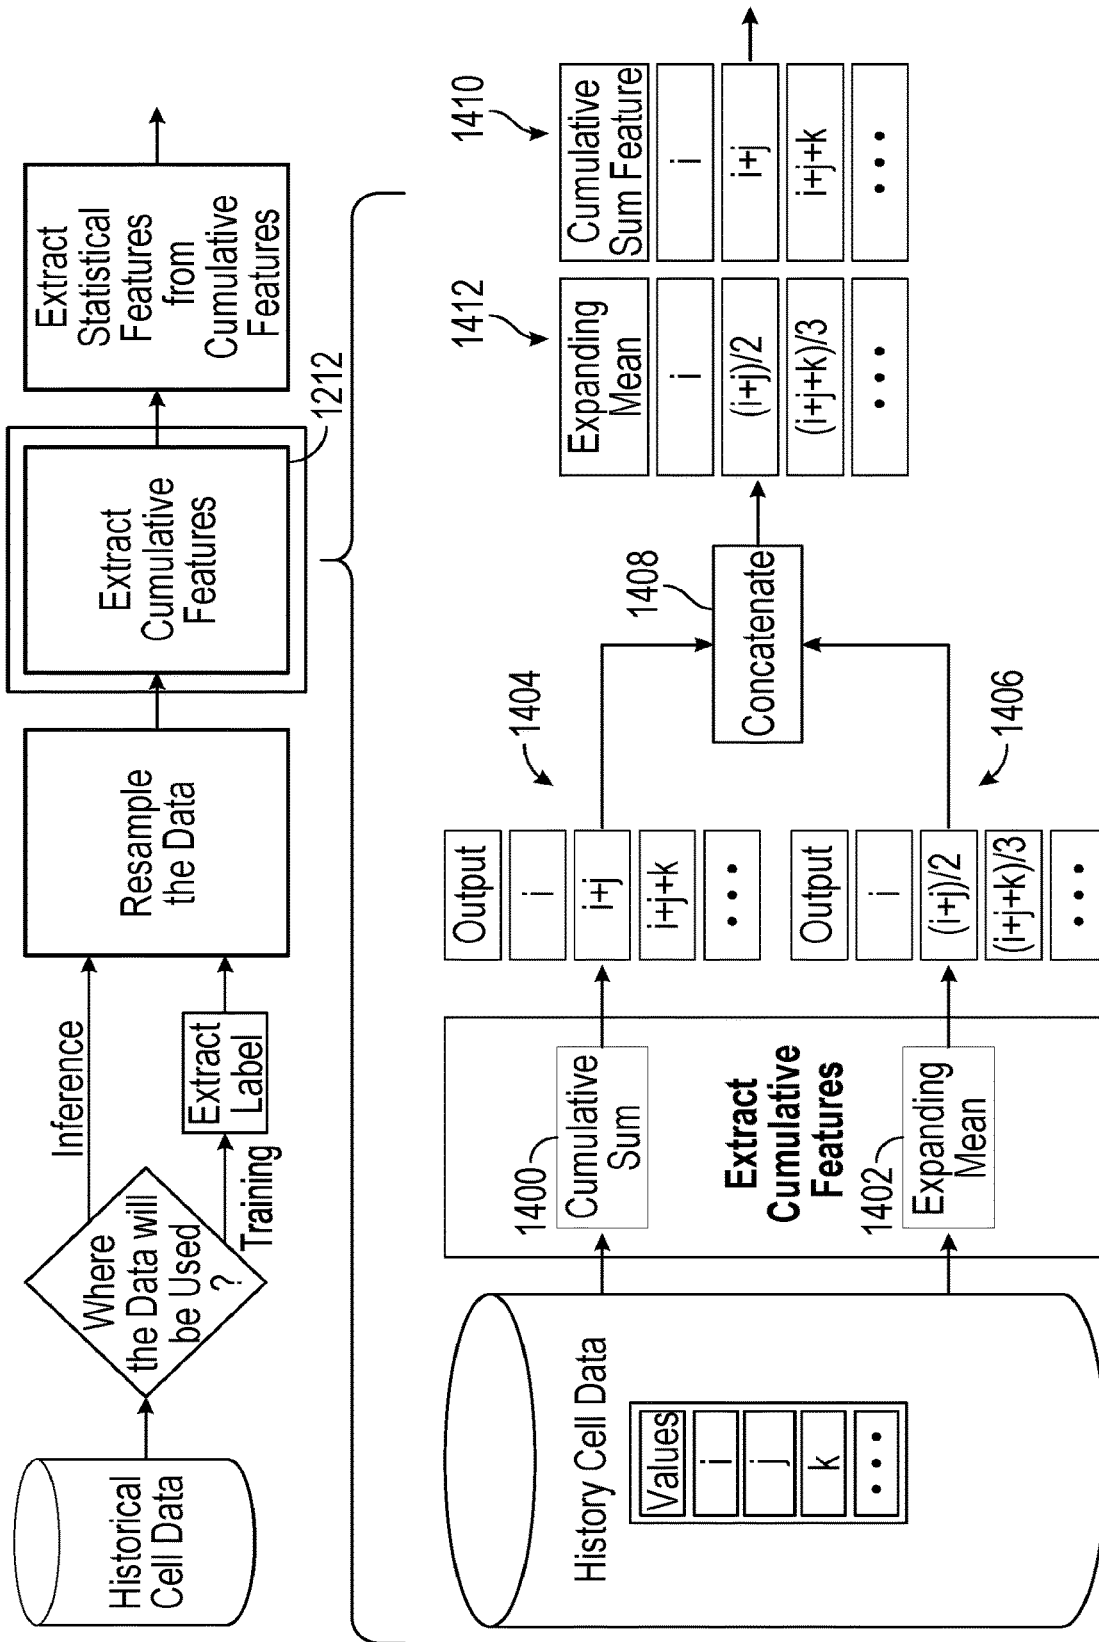 Historical
Cell Data
Where
the Data will
be Used
?
Inference
Training
Extract
Label
Resample
the Data
Extract
Cumulative
Features
1212
Extract
Statistical
Features
from
Cumulative
Features
History Cell Data
Values
i
j
k
• • •
1400
Cumulative
Sum
Extract
Cumulative
Features
1402
Expanding
Mean
Output
i
i+j
i+j+k
• • •
1404
Output
i
(i+j)/2
(i+j+k)/3
• • •
1406
1408
Concatenate
1412
Expanding
Mean
i
(i+j)/2
(i+j+k)/3
• • •
1410
Cumulative
Sum Feature
i
i+j
i+j+k
• • •